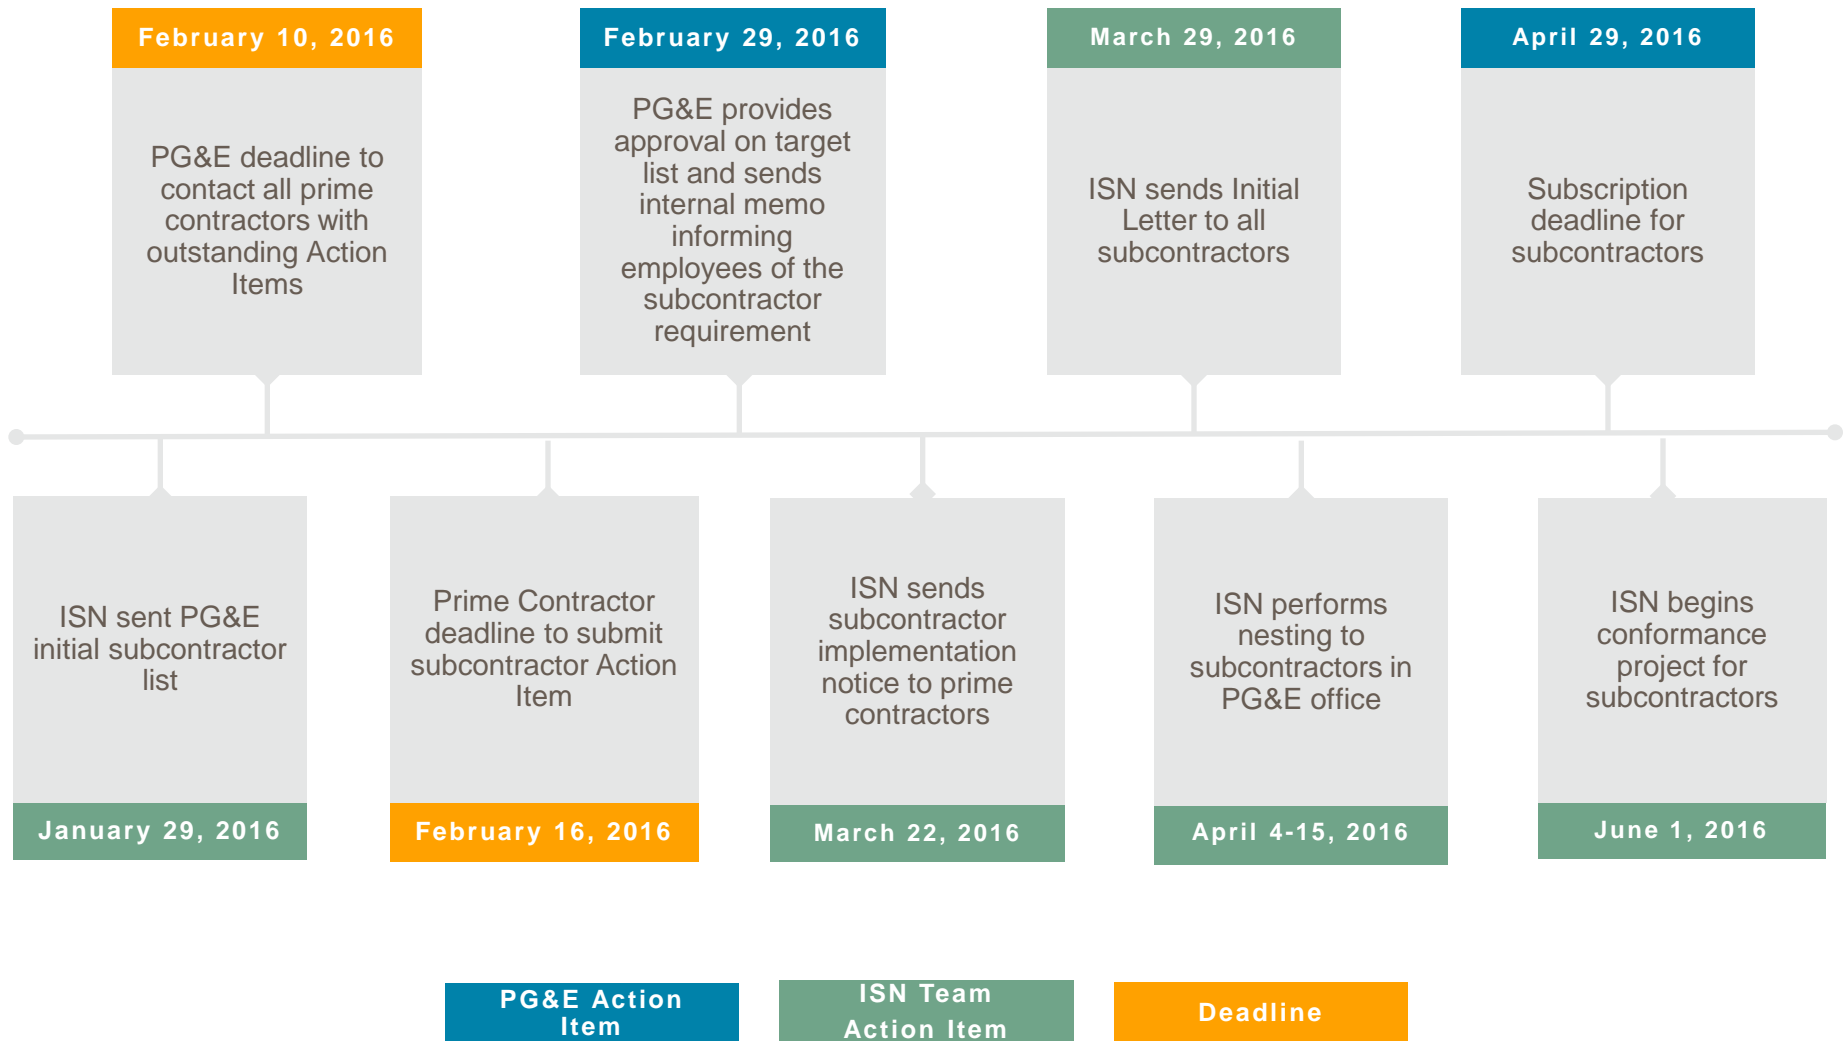 February 10, 2016
PG&E deadline to
contact all prime
contractors with
outstanding Action
Items
February 29, 2016
PG&E provides
approval on target
list and sends
internal memo
informing
employees of the
subcontractor
requirement
March 29, 2016
ISN sends Initial
Letter to all
subcontractors
April 29, 2016
Subscription
deadline for
subcontractors
ISN sent PG&E
initial subcontractor
list
January 29, 2016
Prime Contractor
deadline to submit
subcontractor Action
Item
February 16, 2016
ISN sends
subcontractor
implementation
notice to prime
contractors
March 22, 2016
ISN performs
nesting to
subcontractors in
PG&E office
April 4-15, 2016
ISN begins
conformance
project for
subcontractors
June 1, 2016
PG&E Action
Item
ISN Team
Action Item
Deadline